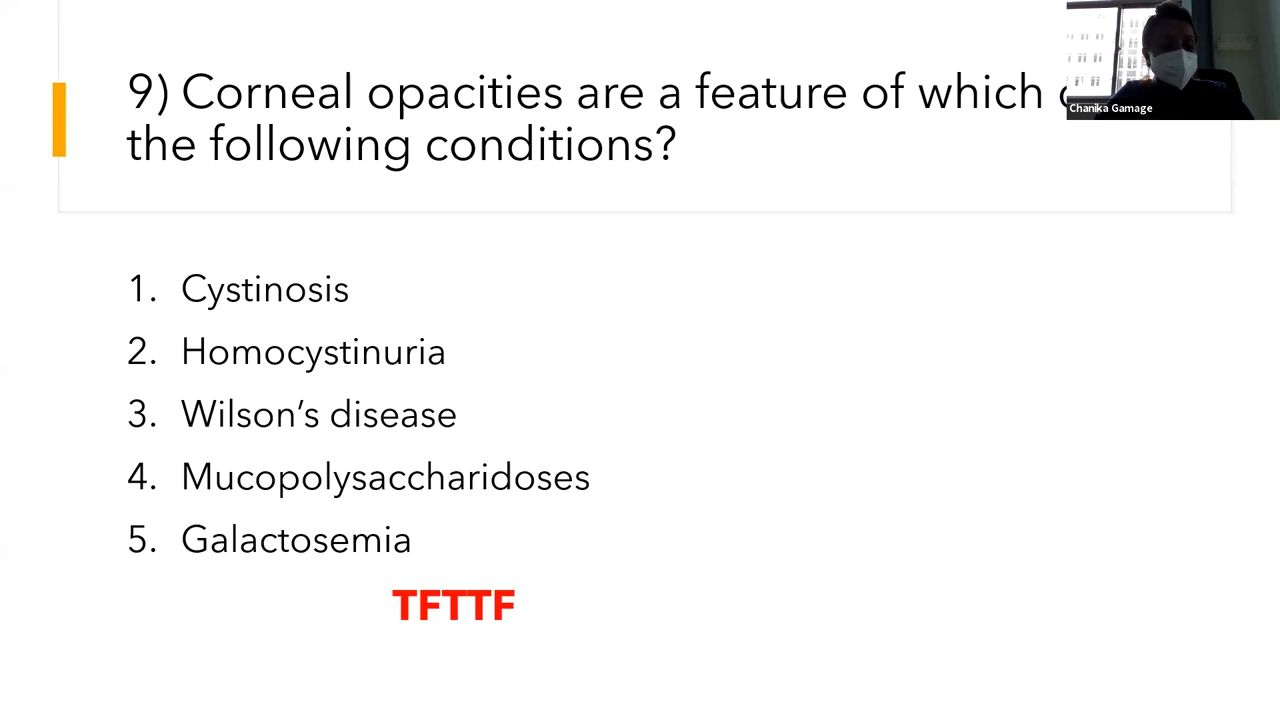 9) Corneal opacities are a feature of which
the following conditions?
Chanika Gamage
1. Cystinosis
2. Homocystinuria
3. Wilson’s disease
4. Mucopolysaccharidoses
5. Galactosemia
TFTTF